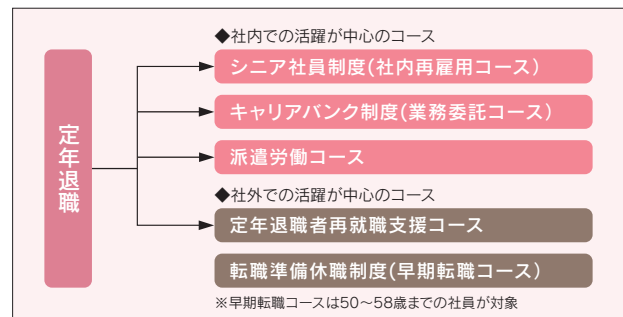 ◆社内での活躍が中心のコース
シニア社員制度(社内再雇用コース)
キャリアバンク制度(業務委託コース)
派遣労働コース
定年退職
◆社外での活躍が中心のコース
定年退職者再就職支援コース
転職準備休職制度(早期転職コース)
※早期転職コースは50〜58歳までの社員が対象